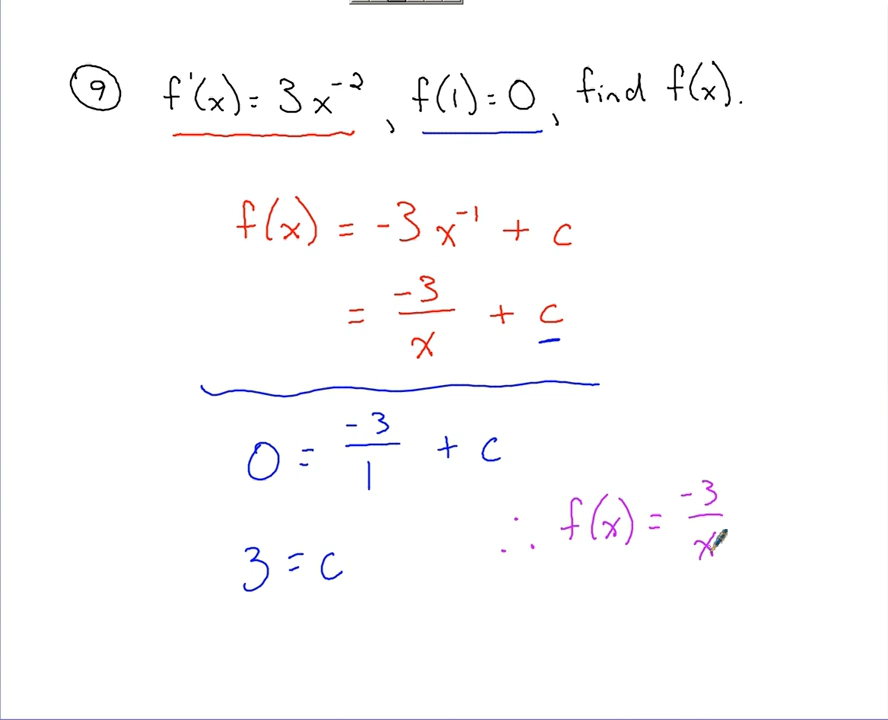 ⑨ f'(x) = 3x⁻², f(1) = 0, find f(x).
f(x) = -3x⁻¹ + c
= -3/x + c
0 = -3/1 + c
3 = c
∴ f(x) = -3/x